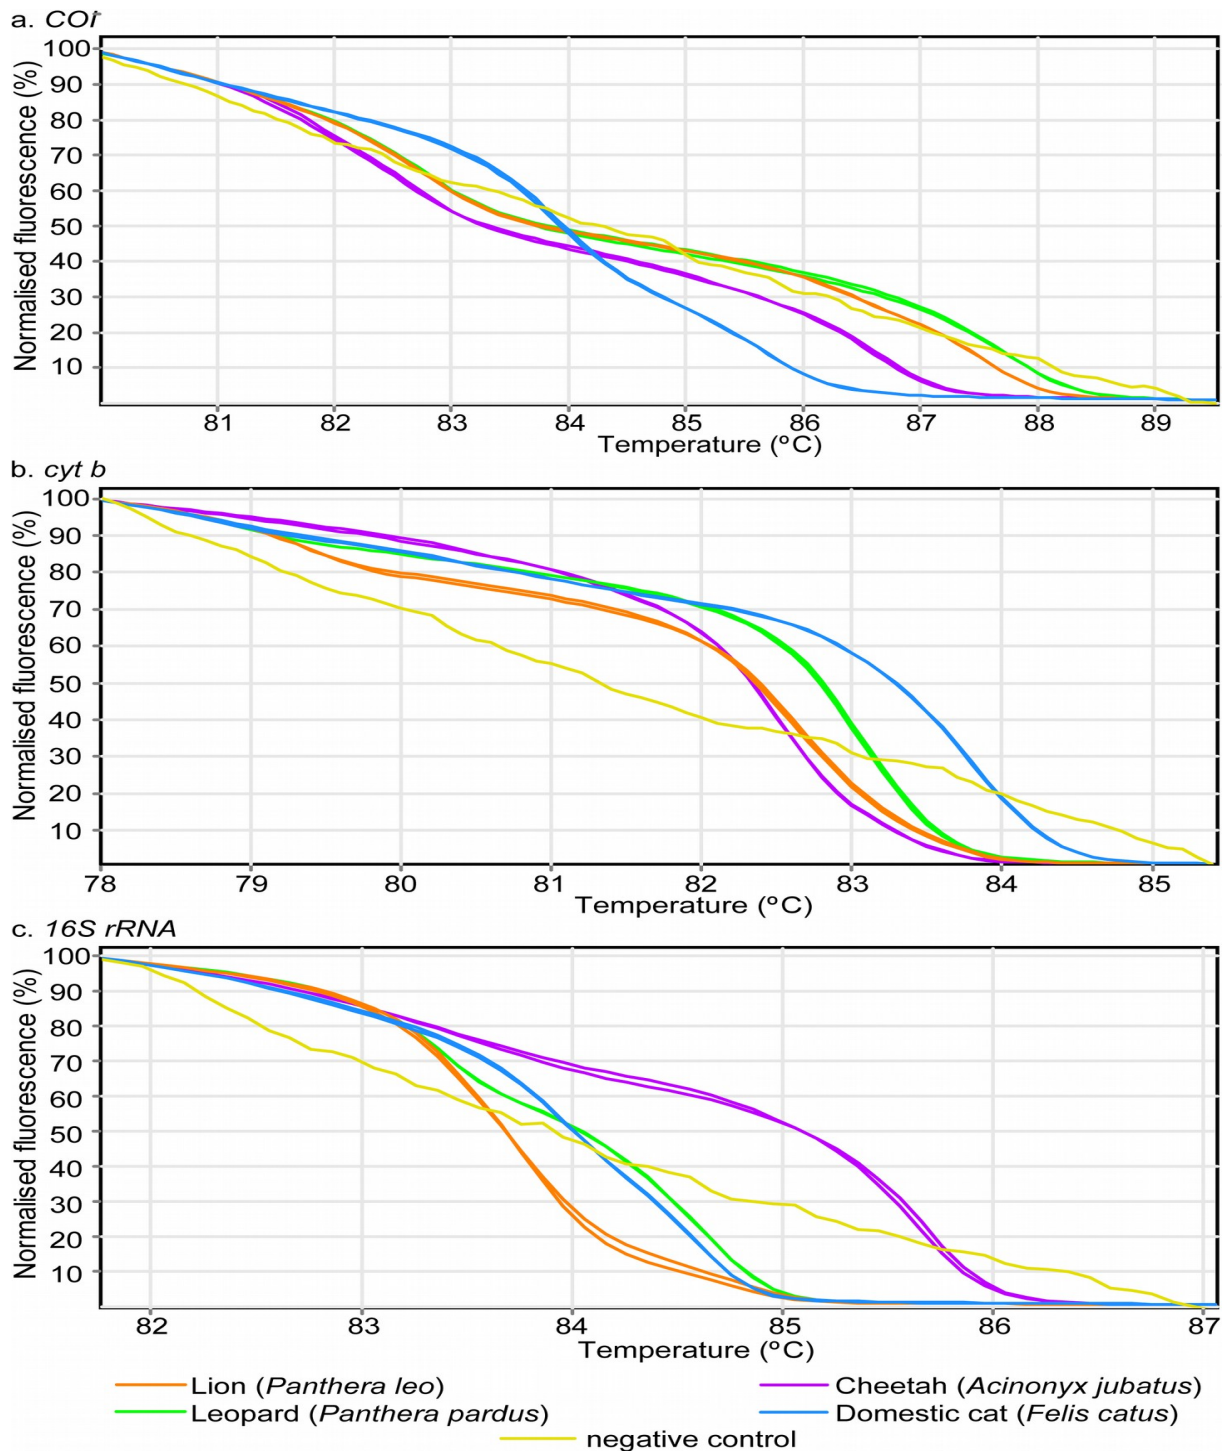 a. COI
Normalised fluorescence (%)
100
90
80
70
60
50
40
30
20
10
81 82 83 84 85 86 87 88 89
Temperature (ºC)
b. cyt b
Normalised fluorescence (%)
100
90
80
70
60
50
40
30
20
10
78 79 80 81 82 83 84 85
Temperature (ºC)
c. 16S rRNA
Normalised fluorescence (%)
100
90
80
70
60
50
40
30
20
10
82 83 84 85 86 87
Temperature (ºC)
Lion (Panthera leo) Cheetah (Acinonyx jubatus)
Leopard (Panthera pardus) Domestic cat (Felis catus)
negative control